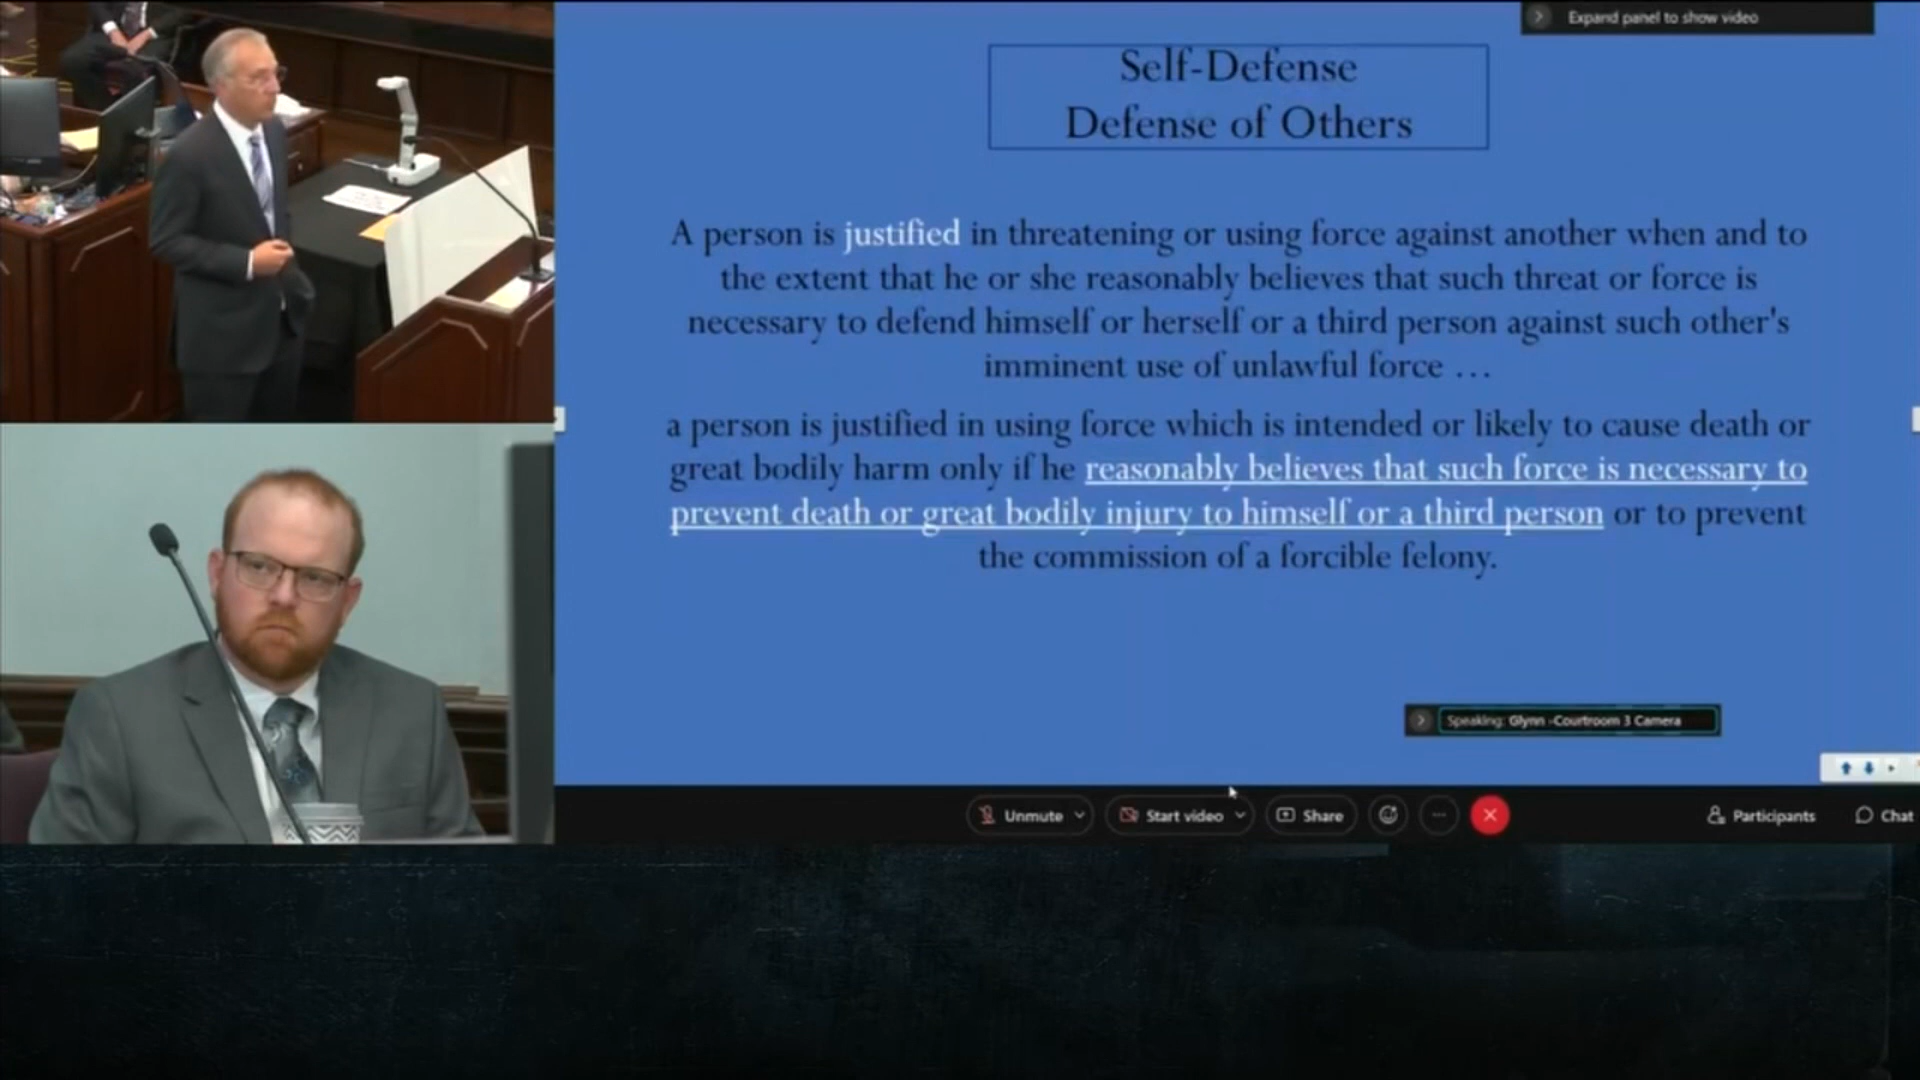 Expand panel to show video
Self-Defense
Defense of Others
A person is justified in threatening or using force against another when and to
the extent that he or she reasonably believes that such threat or force is
necessary to defend himself or herself or a third person against such other's
imminent use of unlawful force …
a person is justified in using force which is intended or likely to cause death or
great bodily harm only if he reasonably believes that such force is necessary to
prevent death or great bodily injury to himself or a third person or to prevent
the commission of a forcible felony.
Speaking: Glynn -Courtroom 3 Camera
Unmute
Start video
Share
Participants
Chat